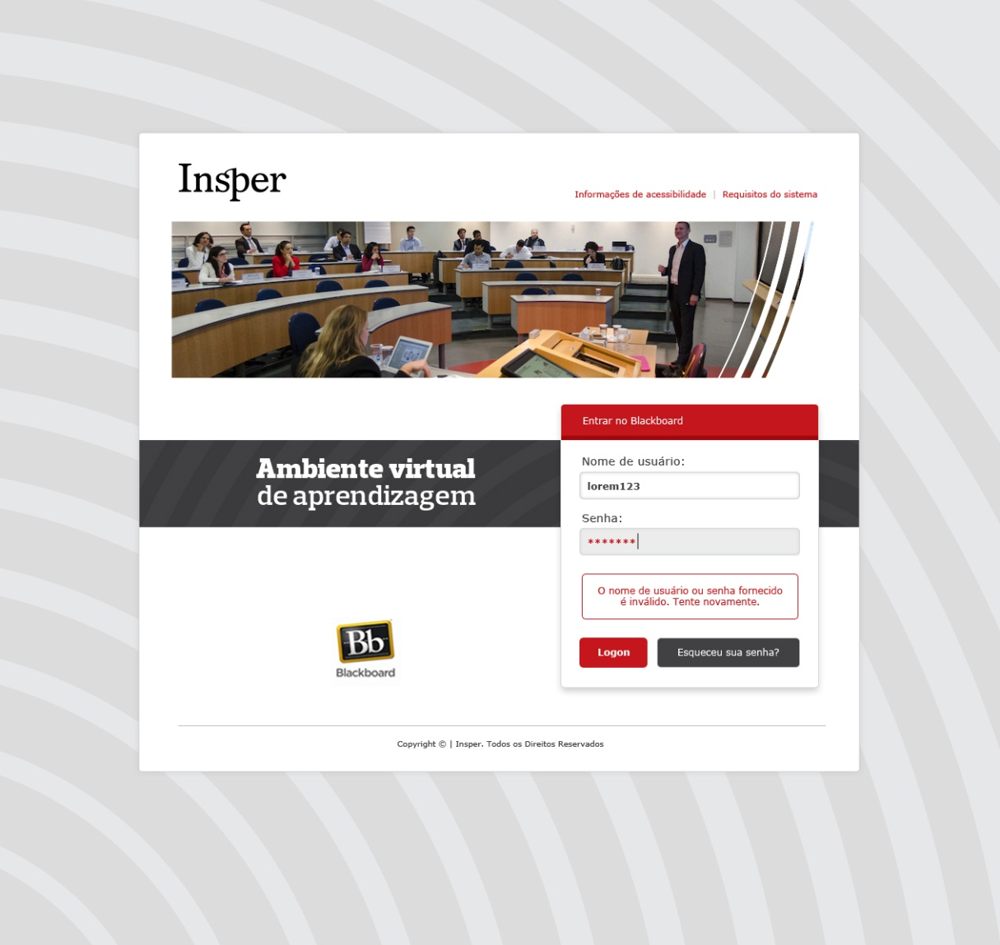 Insper
Informações de acessibilidade | Requisitos do sistema
Entrar no Blackboard
Ambiente virtual
de aprendizagem
Nome de usuário:
lorem123
Senha:
*******
O nome de usuário ou senha fornecido
é inválido. Tente novamente.
Logon
Esqueceu sua senha?
Bb
Blackboard
Copyright © | Insper. Todos os Direitos Reservados